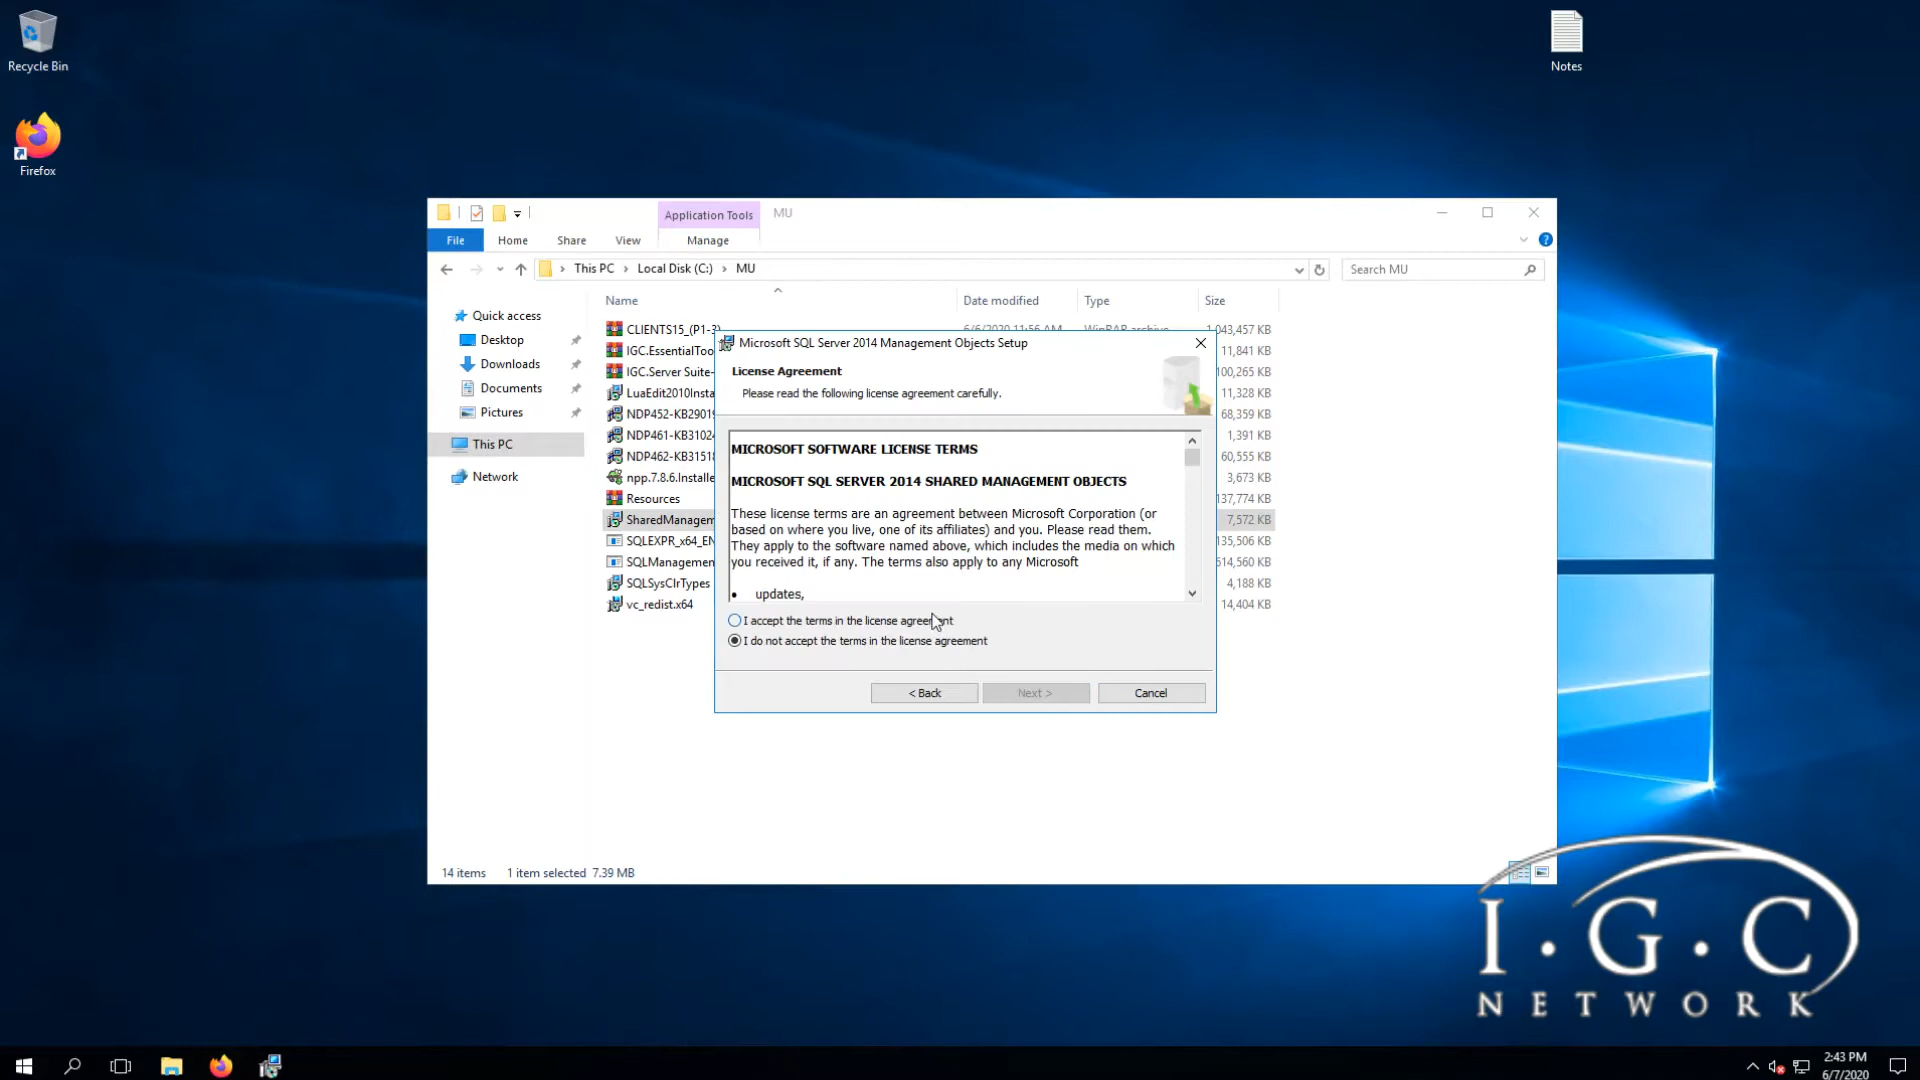 Recycle Bin
Notes
Firefox
Application Tools
MU
File
Home
Share
View
Manage
This PC
Local Disk (C:)
MU
Search MU
Name
Date modified
Type
Size
Quick access
Desktop
Downloads
Documents
Pictures
This PC
Network
CLIENTS15_(P1-3)
6/6/2020 11:56 AM
WinRAR archive
1,043,457 KB
IGC.EssentialToo
11,841 KB
IGC.Server Suite-
100,265 KB
LuaEdit2010Insta
11,328 KB
NDP452-KB29019
68,359 KB
NDP461-KB3102
1,391 KB
NDP462-KB31518
60,555 KB
npp.7.8.6.Installe
3,673 KB
Resources
137,774 KB
SharedManagem
7,572 KB
SQLEXPR_x64_EN
135,506 KB
SQLManagemen
614,560 KB
SQLSysClrTypes
4,188 KB
vc_redist.x64
14,404 KB
Microsoft SQL Server 2014 Management Objects Setup
License Agreement
Please read the following license agreement carefully.
MICROSOFT SOFTWARE LICENSE TERMS
MICROSOFT SQL SERVER 2014 SHARED MANAGEMENT OBJECTS
These license terms are an agreement between Microsoft Corporation (or
based on where you live, one of its affiliates) and you. Please read them.
They apply to the software named above, which includes the media on which
you received it, if any. The terms also apply to any Microsoft
• updates,
I accept the terms in the license agreement
I do not accept the terms in the license agreement
< Back
Next >
Cancel
14 items
1 item selected 7.39 MB
I·G·C
NETWORK
2:43 PM
6/7/2020